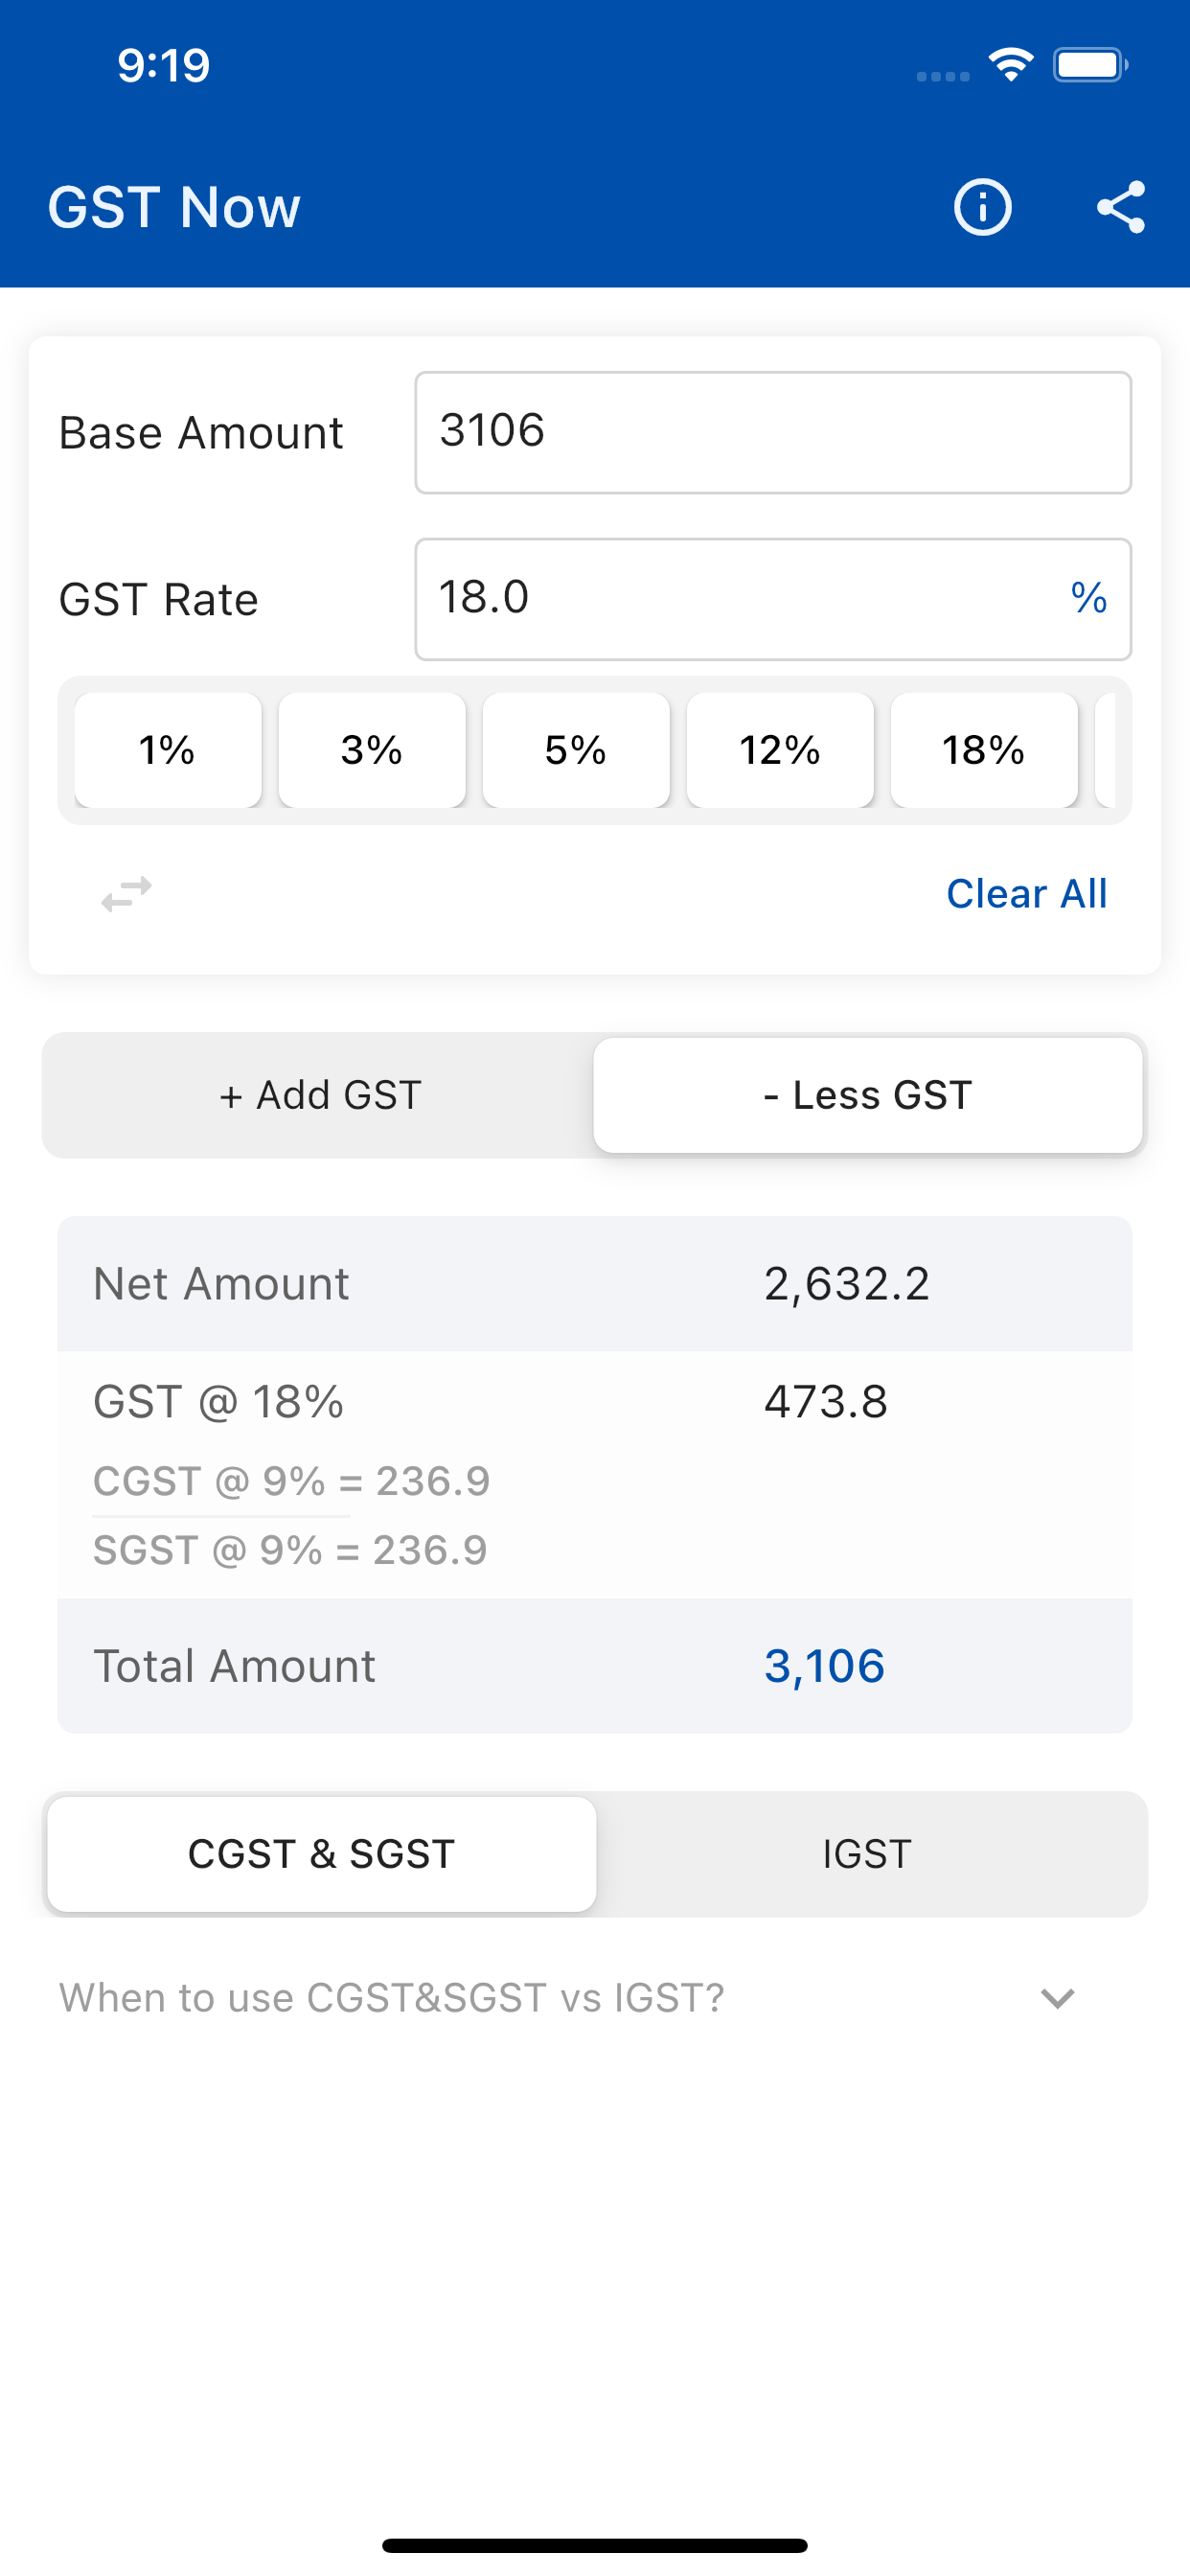 9:19
GST Now
Base Amount 3106
GST Rate 18.0 %
1% 3% 5% 12% 18%
Clear All
+ Add GST - Less GST
Net Amount 2,632.2
GST @ 18% 473.8
CGST @ 9% = 236.9
SGST @ 9% = 236.9
Total Amount 3,106
CGST & SGST IGST
When to use CGST&SGST vs IGST?